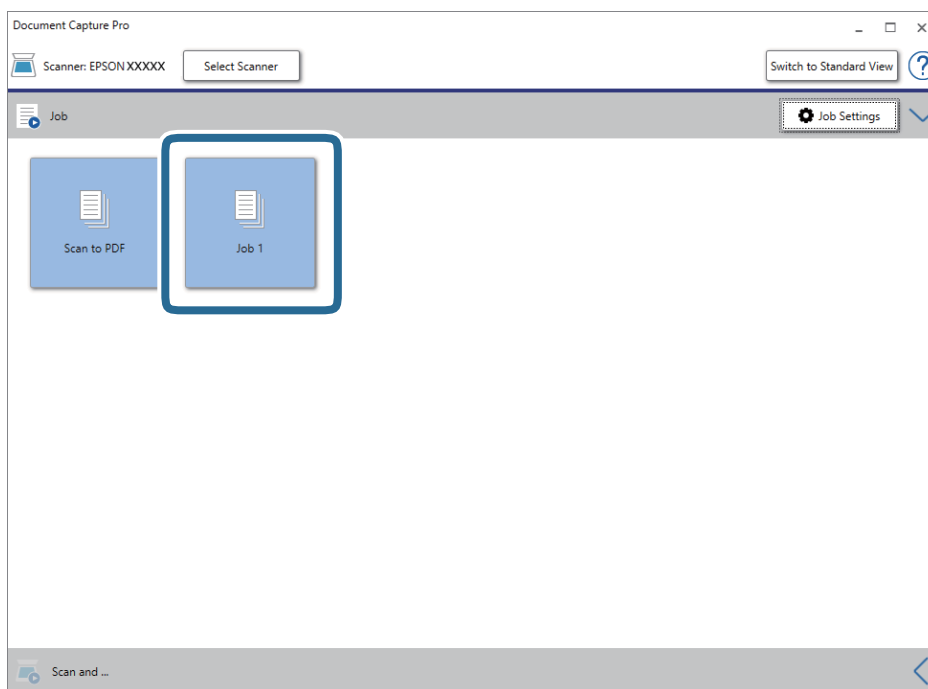 Document Capture Pro
Scanner: EPSON XXXXX
Select Scanner
Switch to Standard View
?
Job
Job Settings
Scan to PDF
Job 1
Scan and ...